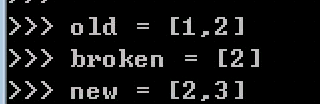 >>> old = [1,2]
>>> broken = [2]
>>> new = [2,3]